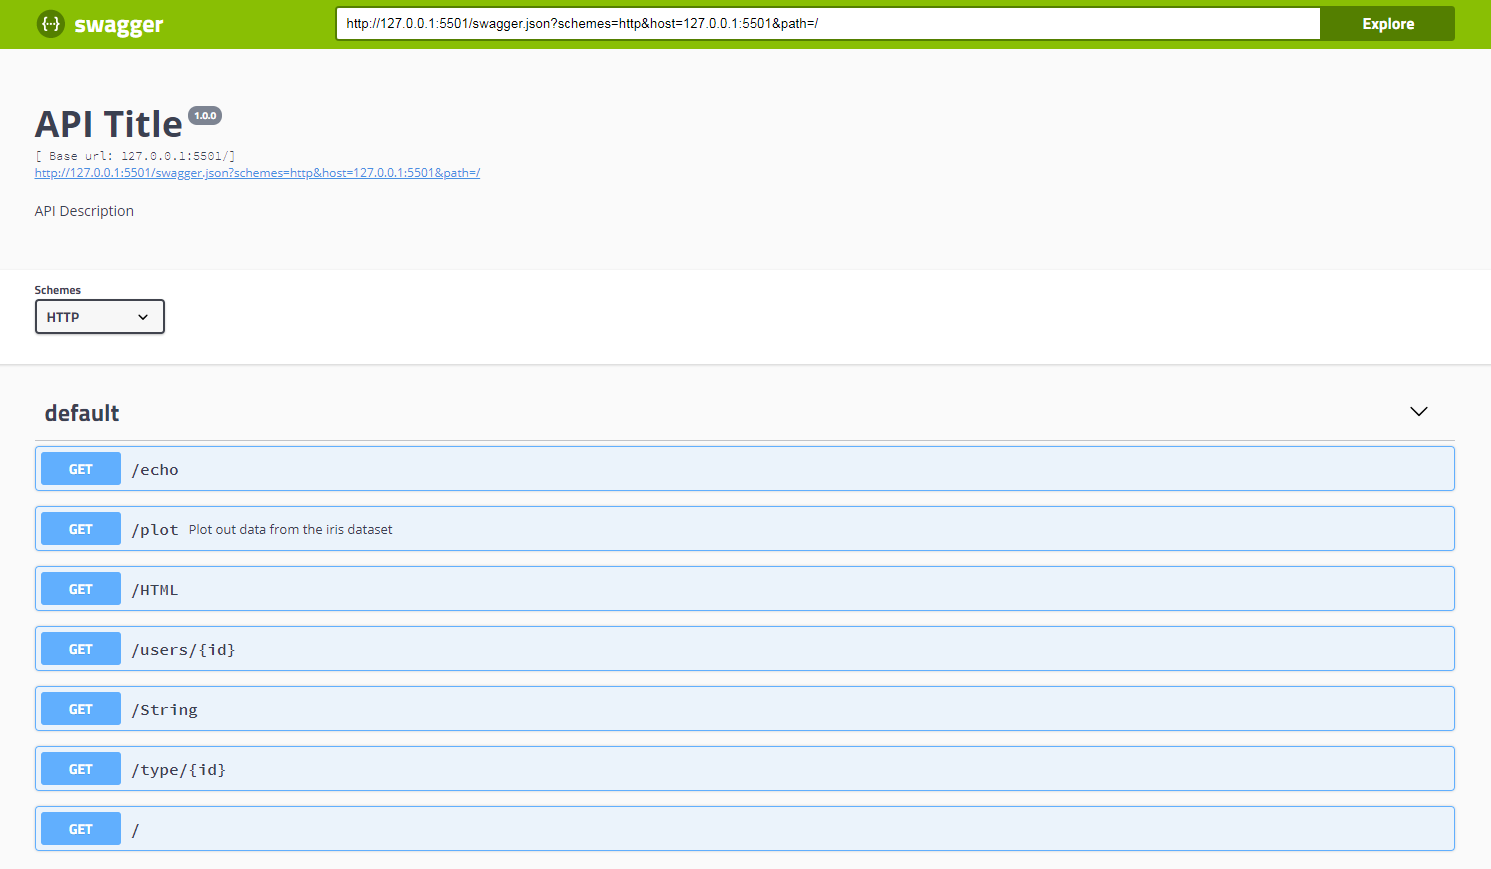 {···} swagger
http://127.0.0.1:5501/swagger.json?schemes=http&host=127.0.0.1:5501&path=/
Explore
API Title 1.0.0
[ Base url: 127.0.0.1:5501/]
http://127.0.0.1:5501/swagger.json?schemes=http&host=127.0.0.1:5501&path=/
API Description
Schemes
HTTP
default
GET /echo
GET /plot Plot out data from the iris dataset
GET /HTML
GET /users/{id}
GET /String
GET /type/{id}
GET /